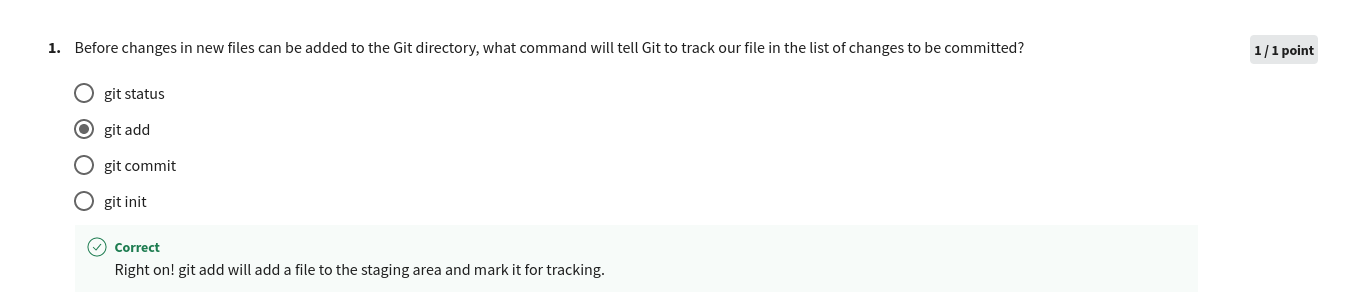 1. Before changes in new files can be added to the Git directory, what command will tell Git to track our file in the list of changes to be committed?
1 / 1 point
git status
git add
git commit
git init
Correct
Right on! git add will add a file to the staging area and mark it for tracking.